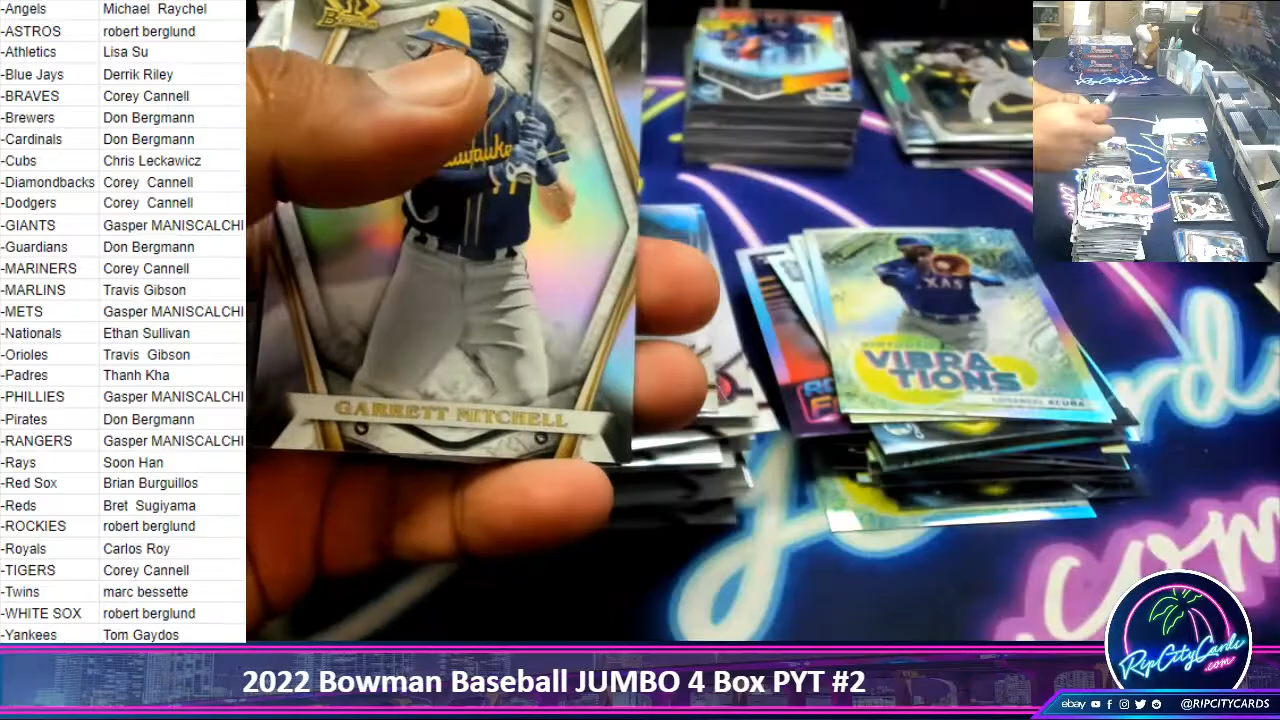 -Angels Michael Raychel
-ASTROS robert berglund
-Athletics Lisa Su
-Blue Jays Derrik Riley
-BRAVES Corey Cannell
-Brewers Don Bergmann
-Cardinals Don Bergmann
-Cubs Chris Leckawicz
-Diamondbacks Corey Cannell
-Dodgers Corey Cannell
-GIANTS Gasper MANISCALCHI
-Guardians Don Bergmann
-MARINERS Corey Cannell
-MARLINS Travis Gibson
-METS Gasper MANISCALCHI
-Nationals Ethan Sullivan
-Orioles Travis Gibson
-Padres Thanh Kha
-PHILLIES Gasper MANISCALCHI
-Pirates Don Bergmann
-RANGERS Gasper MANISCALCHI
-Rays Soon Han
-Red Sox Brian Burguillos
-Reds Bret Sugiyama
-ROCKIES robert berglund
-Royals Carlos Roy
-TIGERS Corey Cannell
-Twins marc bessette
-WHITE SOX robert berglund
-Yankees Tom Gaydos
GARRETT MITCHELL
VIBRA
TIONS
ACUÑA
2022 Bowman Baseball JUMBO 4 Box PYT #2
RipCityCards
.com
ebay
@RIPCITYCARDS